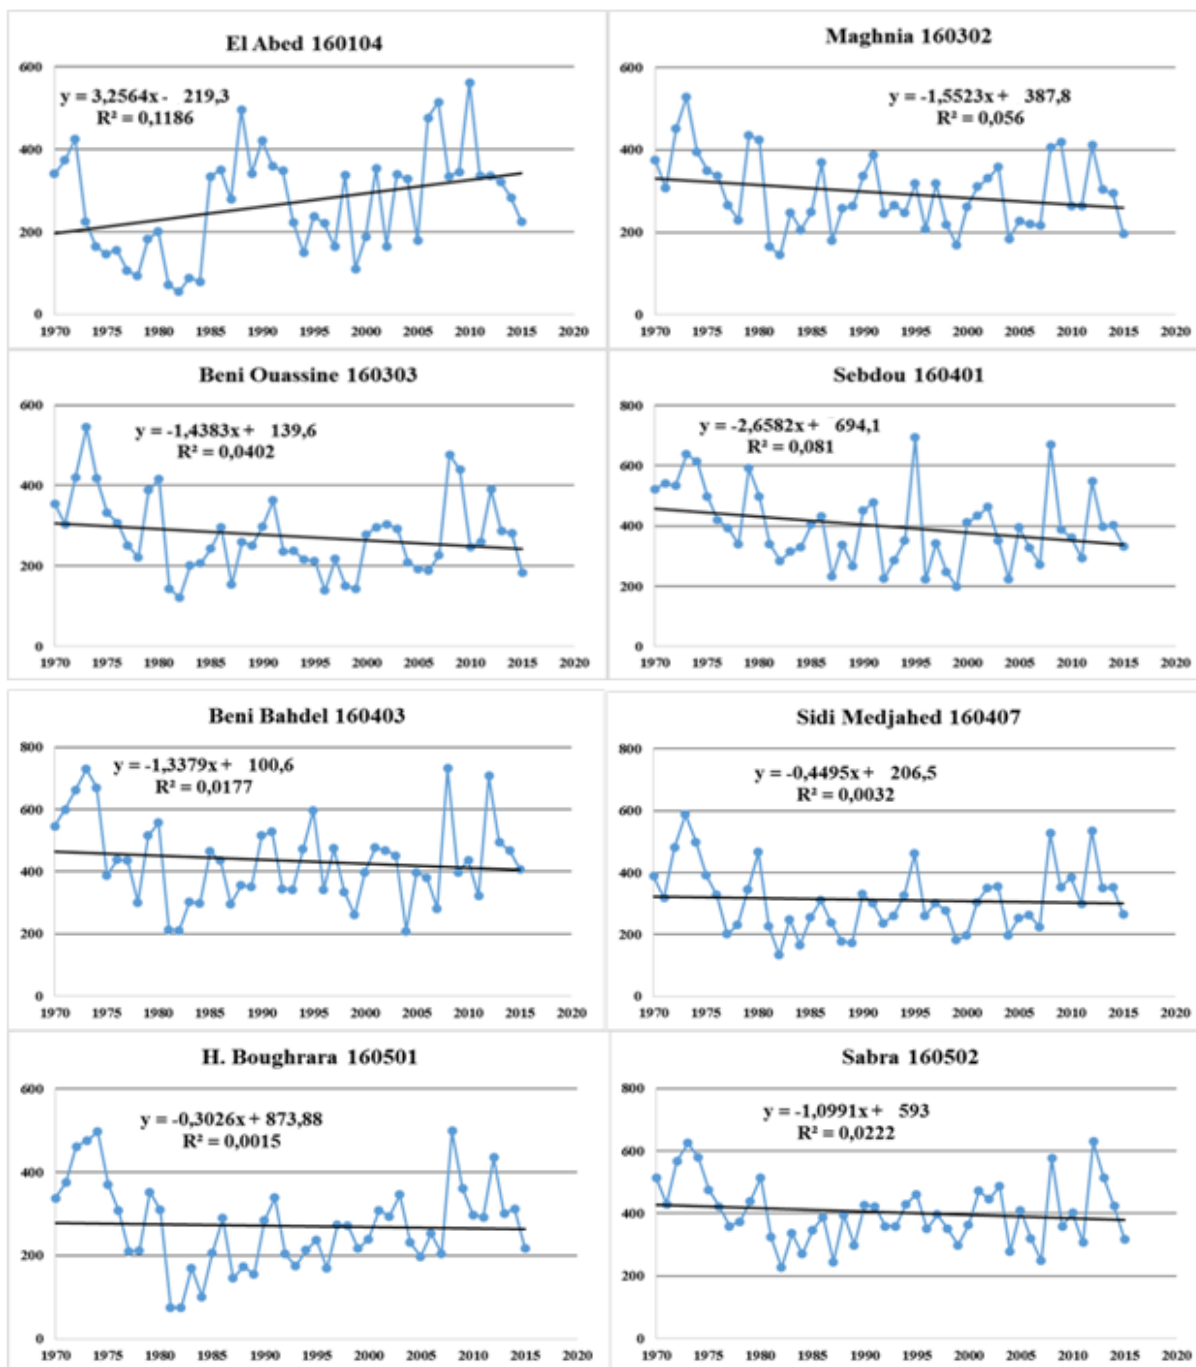 El Abed 160104
y = 3,2564x - 219,3
R² = 0,1186
600
400
200
0
1970 1975 1980 1985 1990 1995 2000 2005 2010 2015 2020
Maghnia 160302
y = -1,5523x + 387,8
R² = 0,056
600
400
200
0
1970 1975 1980 1985 1990 1995 2000 2005 2010 2015 2020
Beni Ouassine 160303
y = -1,4383x + 139,6
R² = 0,0402
600
400
200
0
1970 1975 1980 1985 1990 1995 2000 2005 2010 2015 2020
Sebdou 160401
y = -2,6582x + 694,1
R² = 0,081
800
600
400
200
0
1970 1975 1980 1985 1990 1995 2000 2005 2010 2015 2020
Beni Bahdel 160403
y = -1,3379x + 100,6
R² = 0,0177
800
600
400
200
0
1970 1975 1980 1985 1990 1995 2000 2005 2010 2015 2020
Sidi Medjahed 160407
y = -0,4495x + 206,5
R² = 0,0032
800
600
400
200
0
1970 1975 1980 1985 1990 1995 2000 2005 2010 2015 2020
H. Boughrara 160501
y = -0,3026x + 873,88
R² = 0,0015
600
400
200
0
1970 1975 1980 1985 1990 1995 2000 2005 2010 2015 2020
Sabra 160502
y = -1,0991x + 593
R² = 0,0222
800
600
400
200
0
1970 1975 1980 1985 1990 1995 2000 2005 2010 2015 2020